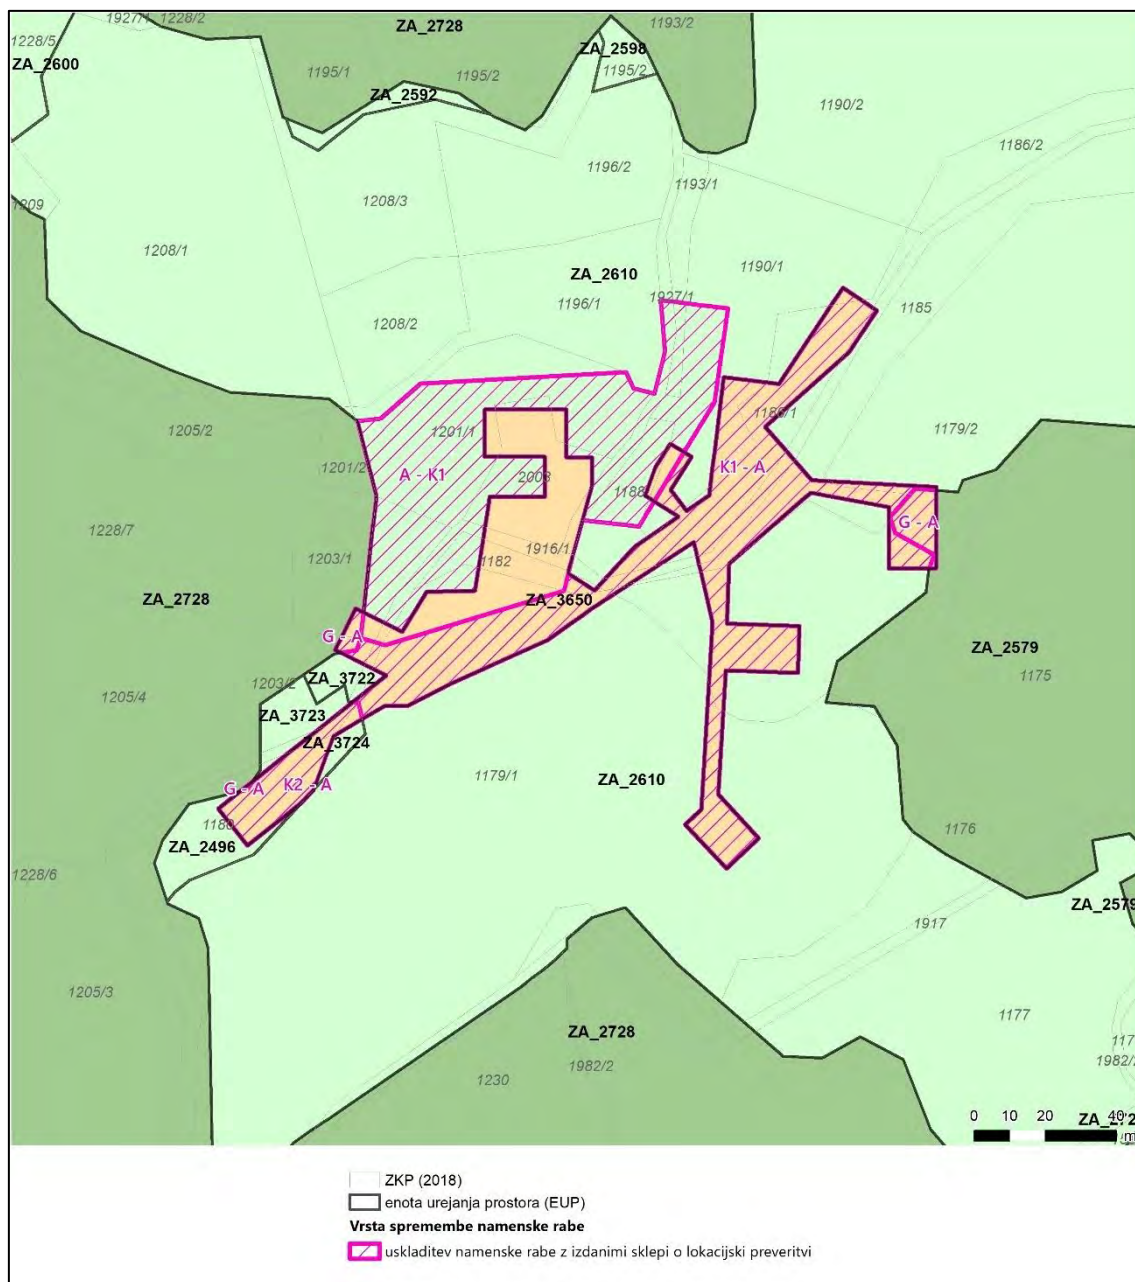 1927/1 1228/2
ZA_2728
1193/2
1228/5
ZA_2600
ZA_2598
1195/1
1195/2
1195/2
ZA_2592
1190/2
1186/2
1196/2
1193/1
1208/3
1209
1208/1
ZA_2610
1190/1
1196/1
1927/1
1185
1208/2
1205/2
1201/1
1186/1
1179/2
1201/2
A - K1
2008
K1 - A
1188
1228/7
G - A
1203/1
1916/1
1182
ZA_2728
ZA_3650
G - A
ZA_2579
1175
1203/2
ZA_3722
1205/4
ZA_3723
ZA_3724
1179/1
ZA_2610
G - A
K2 - A
1180
ZA_2496
1176
1228/6
ZA_2579
1917
1205/3
1177
ZA_2728
1982/2
1982/2
1230
0 10 20 40
m
ZKP (2018)
enota urejanja prostora (EUP)
Vrsta spremembe namenske rabe
uskladitev namenske rabe z izdanimi sklepi o lokacijski preveritvi